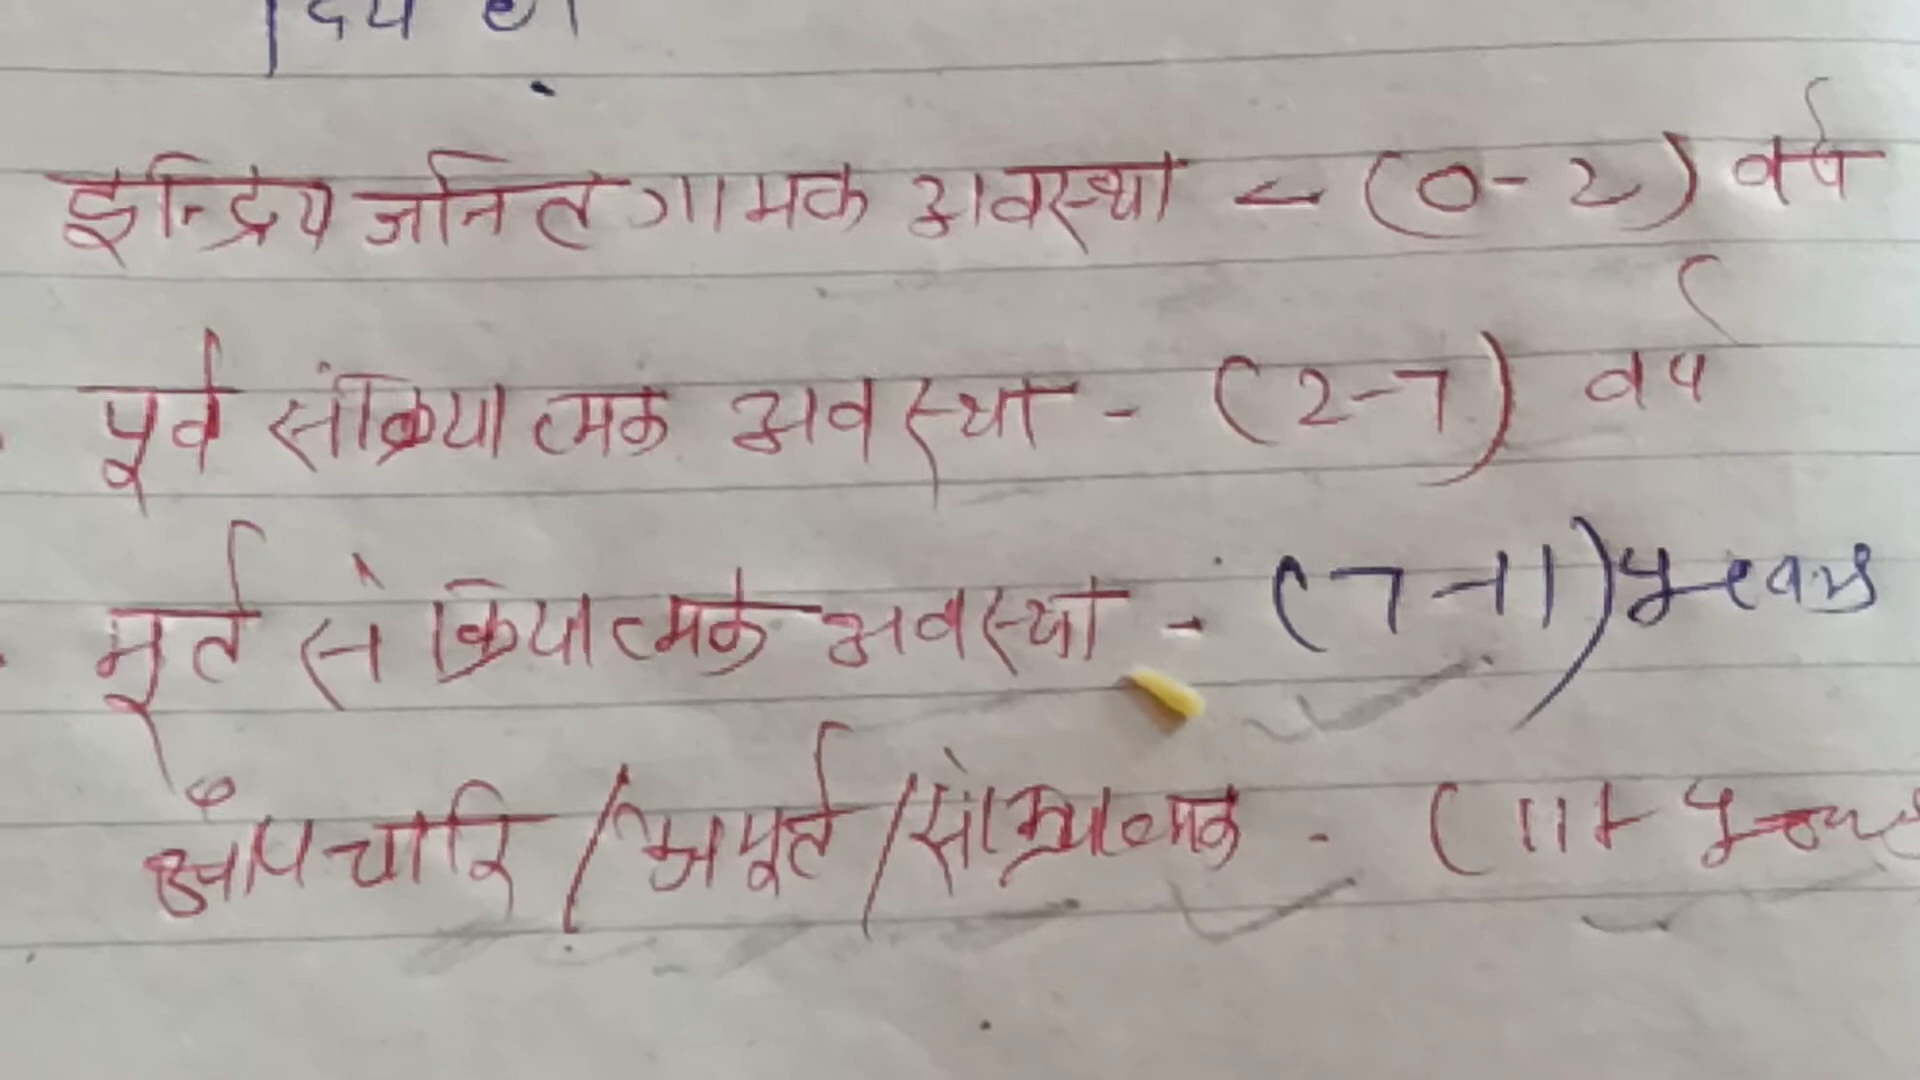 दिये थे।
इन्द्रिय जनित गामक अवस्था - (0-2) वर्ष
पूर्व संक्रियात्मक अवस्था - (2-7) वर्ष
मूर्त सं क्रियात्मक अवस्था - (7-11) years
औपचारि / अमूर्त / संक्रियात्मक - (11+ years